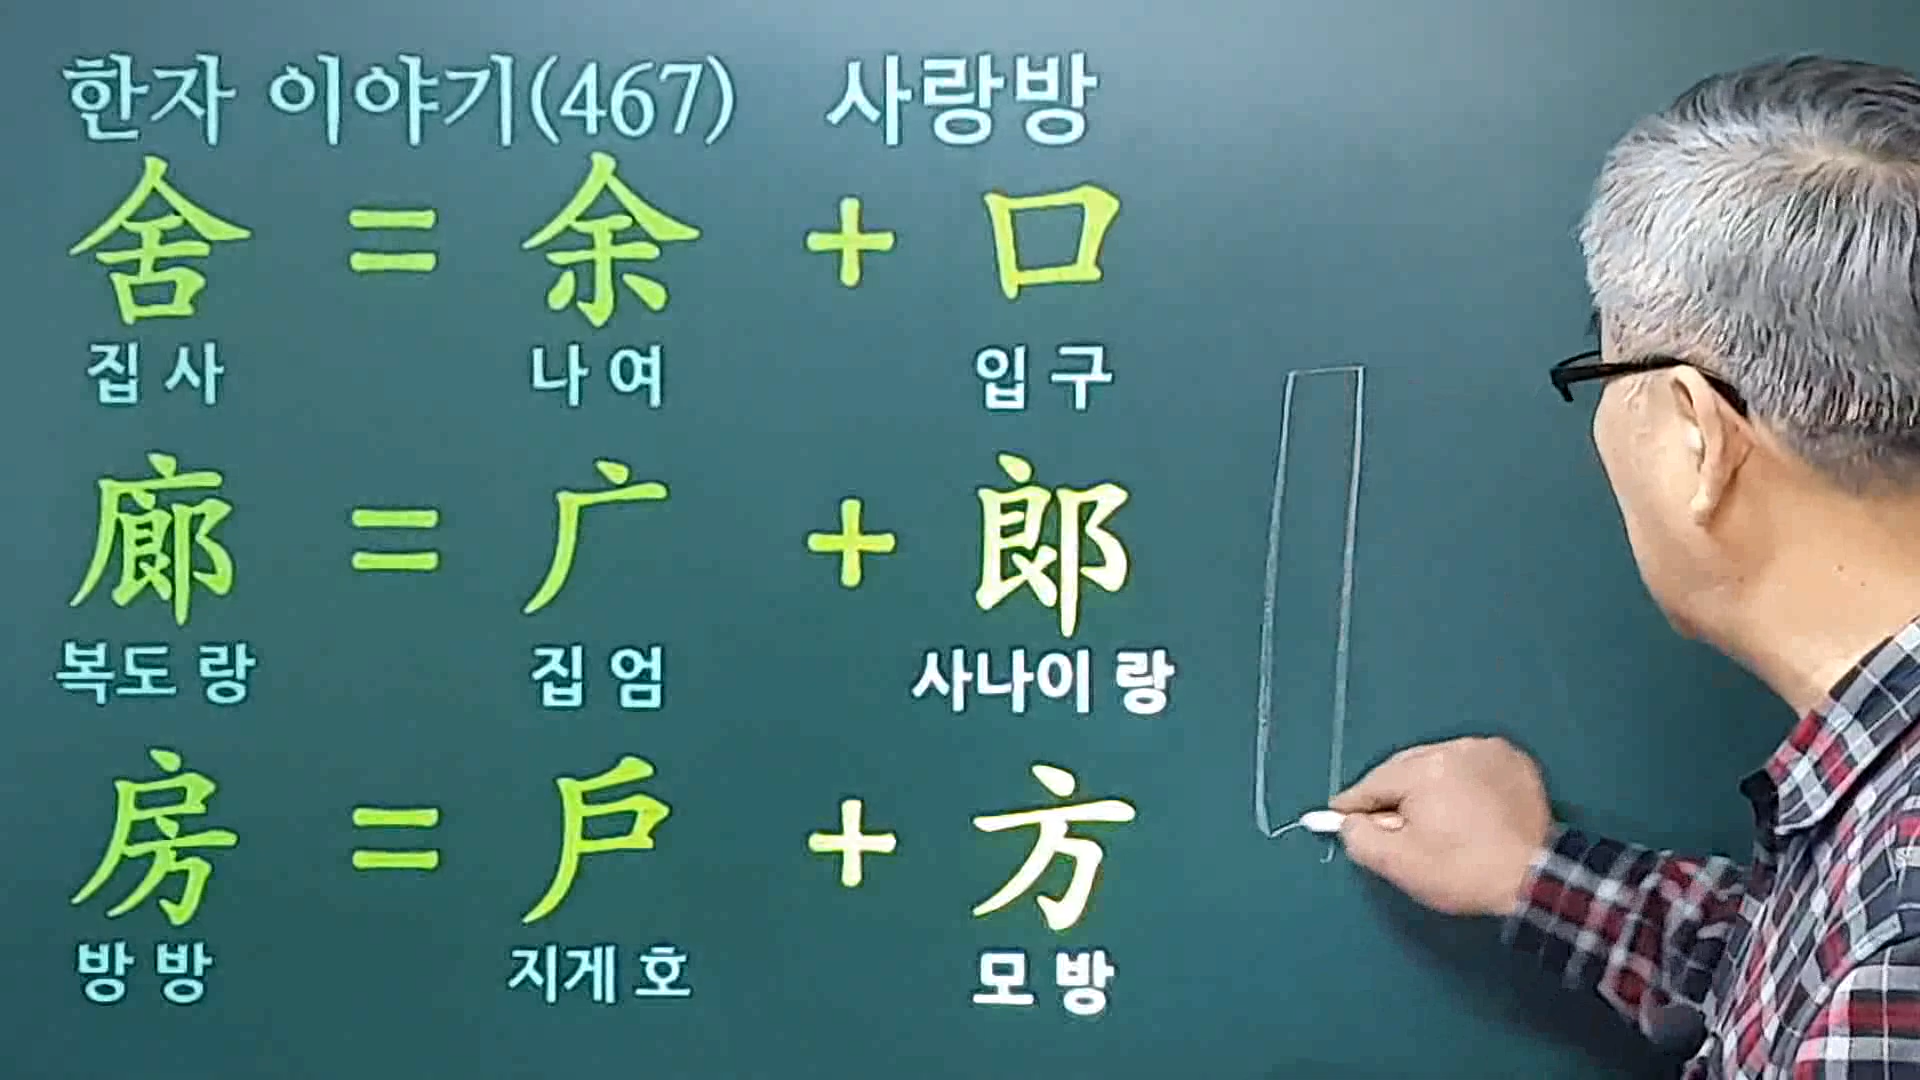 한자 이야기(467) 사랑방
舍 = 余 + 口
집 사 나 여 입 구
廊 = 广 + 郎
복도 랑 집 엄 사나이 랑
房 = 戶 + 方
방 방 지게 호 모 방